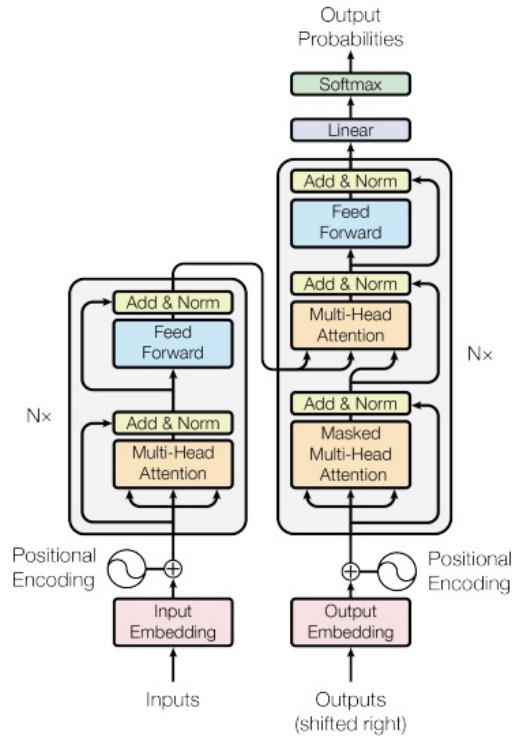 Output
Probabilities
Softmax
Linear
Add & Norm
Feed
Forward
Add & Norm
Multi-Head
Attention
Add & Norm
Masked
Multi-Head
Attention
N×
Add & Norm
Feed
Forward
Add & Norm
Multi-Head
Attention
N×
Positional
Encoding
Positional
Encoding
Input
Embedding
Output
Embedding
Inputs
Outputs
(shifted right)